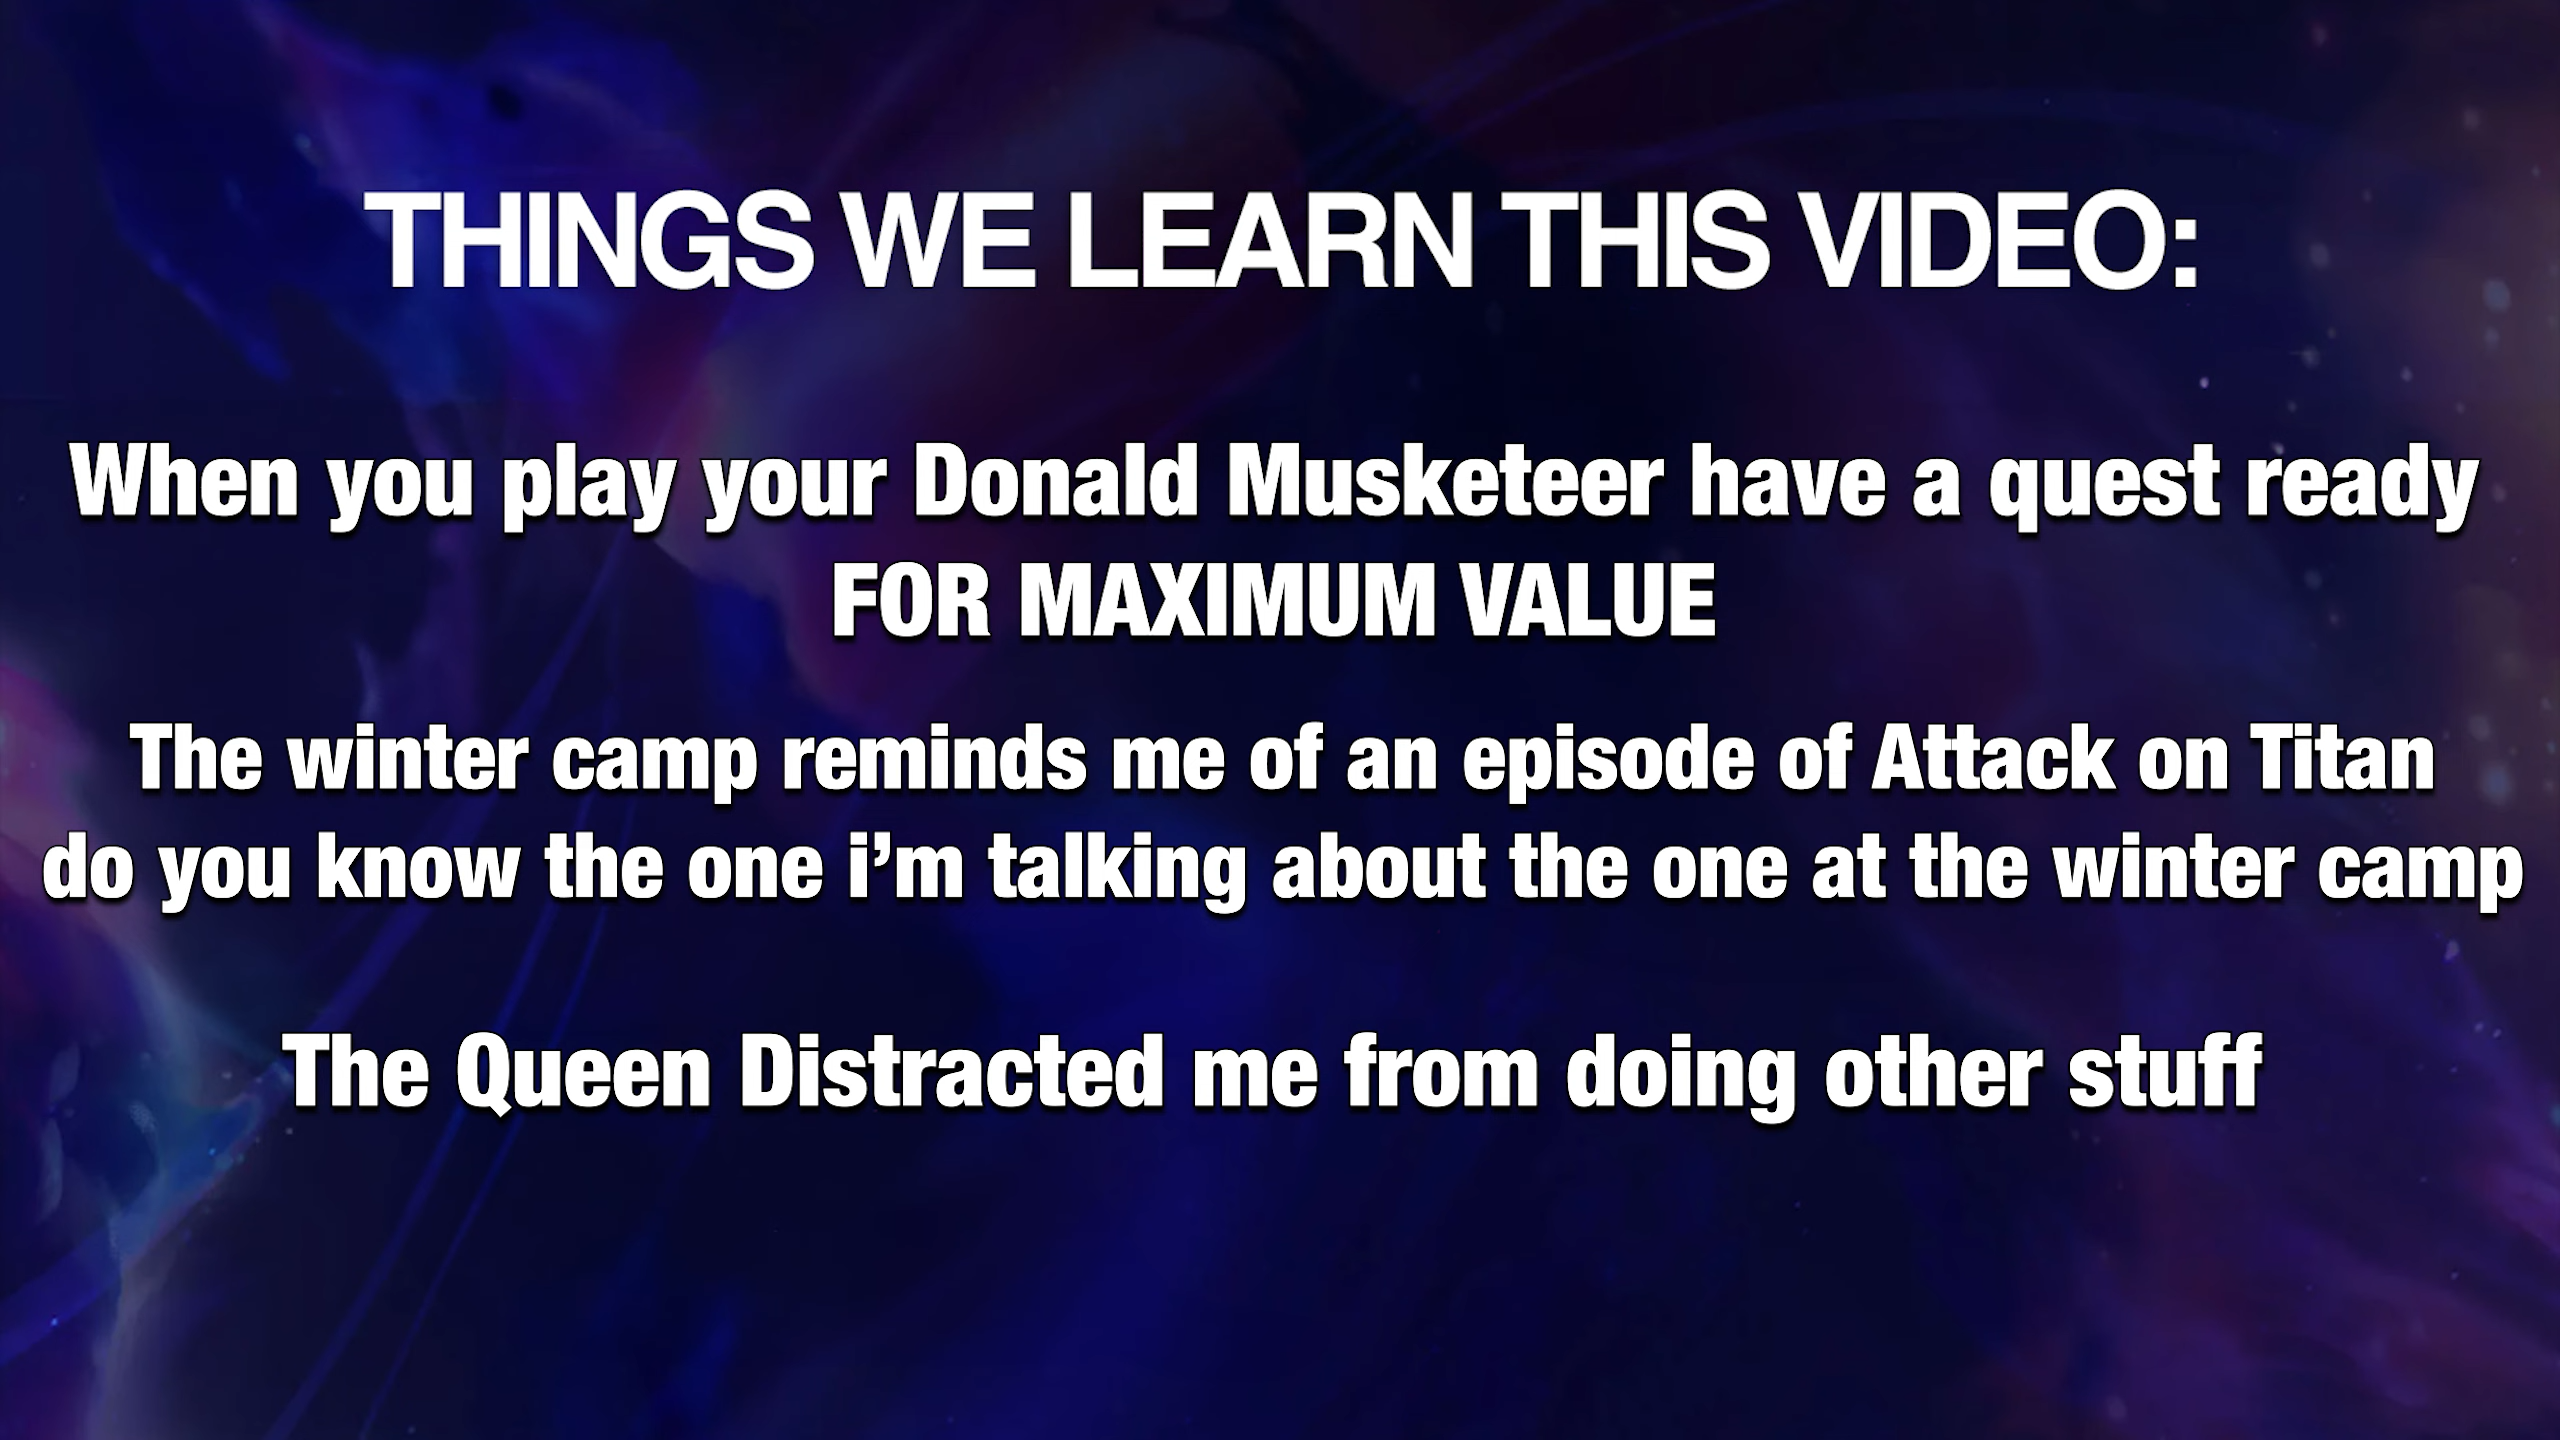 THINGS WE LEARN THIS VIDEO:
When you play your Donald Musketeer have a quest ready
FOR MAXIMUM VALUE
The winter camp reminds me of an episode of Attack on Titan
do you know the one i’m talking about the one at the winter camp
The Queen Distracted me from doing other stuff